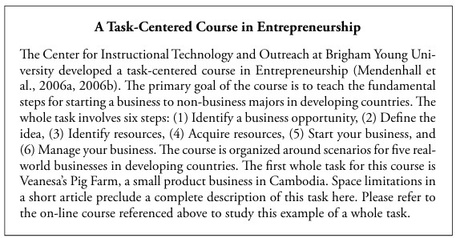 A Task-Centered Course in Entrepreneurship
The Center for Instructional Technology and Outreach at Brigham Young Uni-
versity developed a task-centered course in Entrepreneurship (Mendenhall et
al., 2006a, 2006b). The primary goal of the course is to teach the fundamental
steps for starting a business to non-business majors in developing countries. The
whole task involves six steps: (1) Identify a business opportunity, (2) Define the
idea, (3) Identify resources, (4) Acquire resources, (5) Start your business, and
(6) Manage your business. The course is organized around scenarios for five real-
world businesses in developing countries. The first whole task for this course is
Veanesa's Pig Farm, a small product business in Cambodia. Space limitations in
a short article preclude a complete description of this task here. Please refer to
the on-line course referenced above to study this example of a whole task.